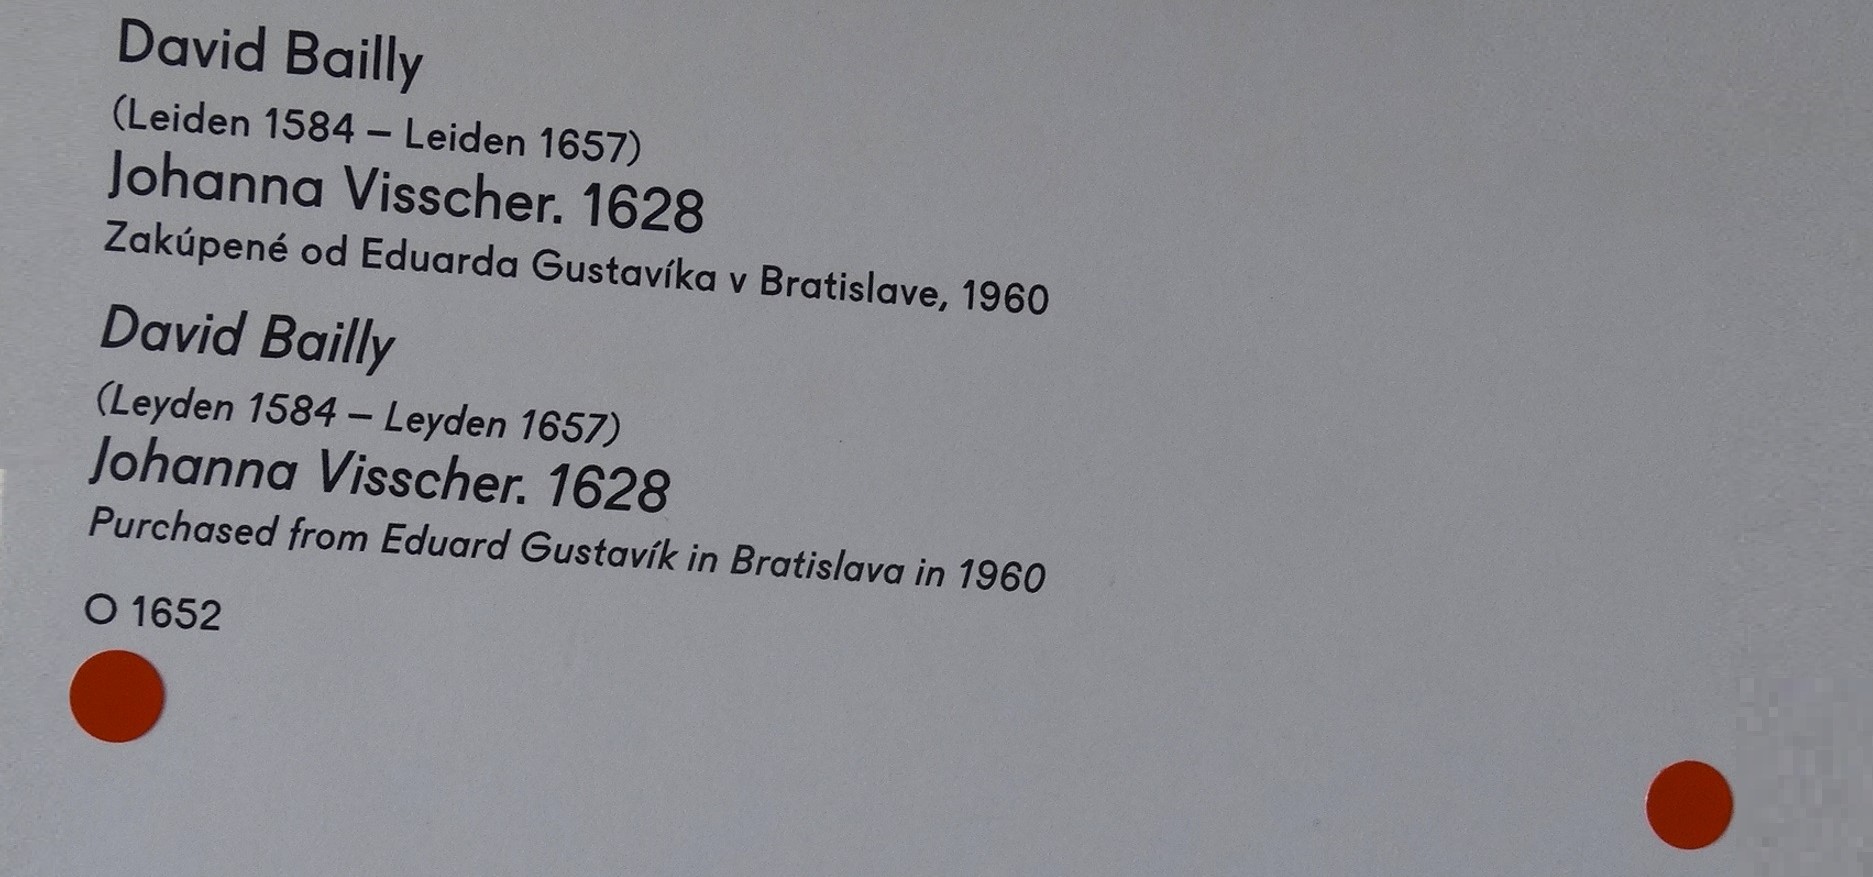 David Bailly
(Leiden 1584 – Leiden 1657)
Johanna Visscher. 1628
Zakúpené od Eduarda Gustavíka v Bratislave, 1960
David Bailly
(Leyden 1584 – Leyden 1657)
Johanna Visscher. 1628
Purchased from Eduard Gustavík in Bratislava in 1960
O 1652